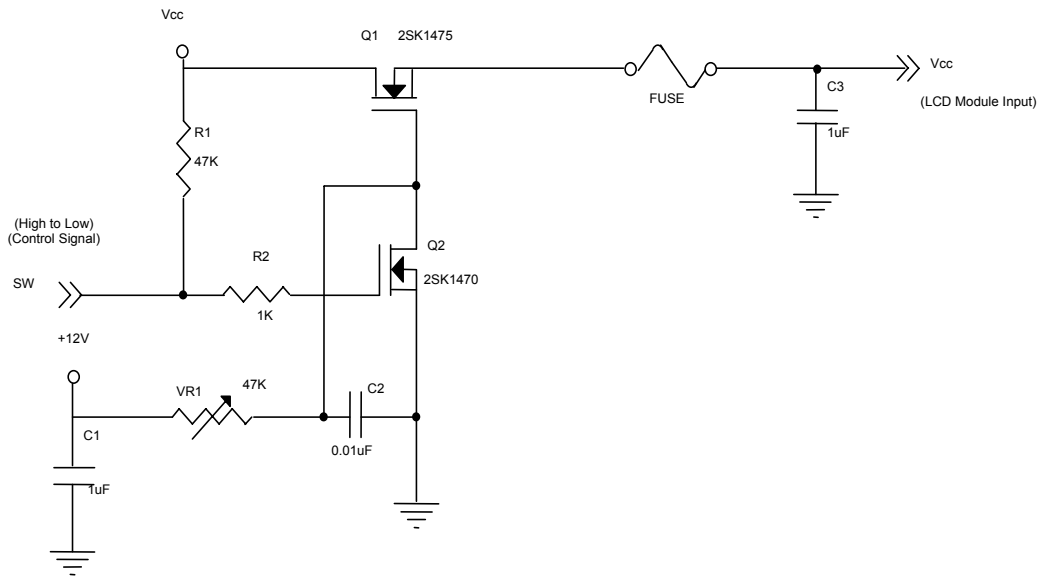 Vcc
Q1 2SK1475
Vcc
FUSE
C3
(LCD Module Input)
R1
1uF
47K
(High to Low)
(Control Signal)
Q2
R2
SW
2SK1470
1K
+12V
VR1
47K
C2
C1
0.01uF
1uF